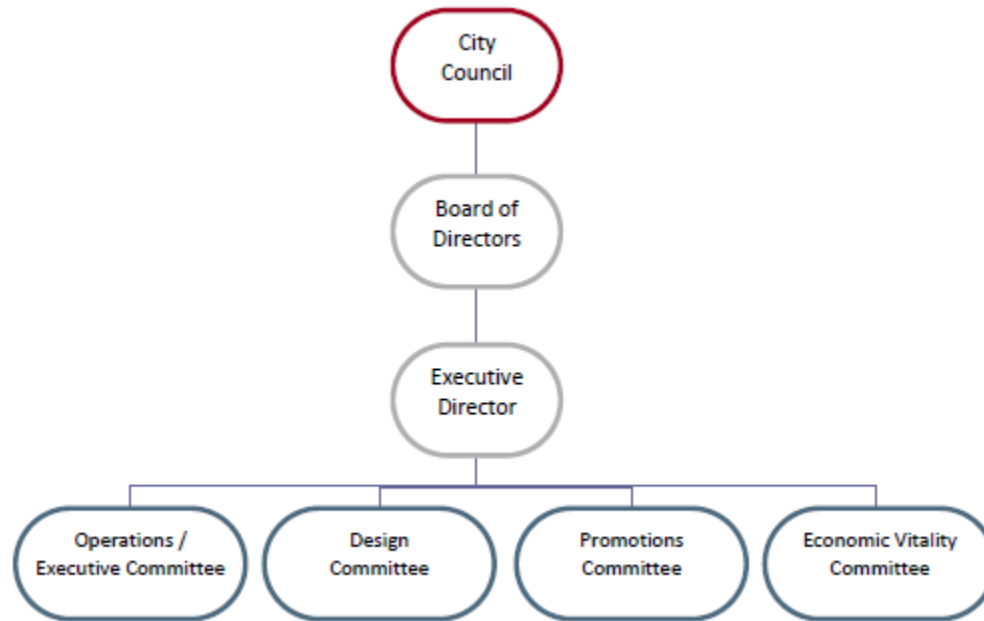 City
Council
Board of
Directors
Executive
Director
Operations /
Executive Committee
Design
Committee
Promotions
Committee
Economic Vitality
Committee